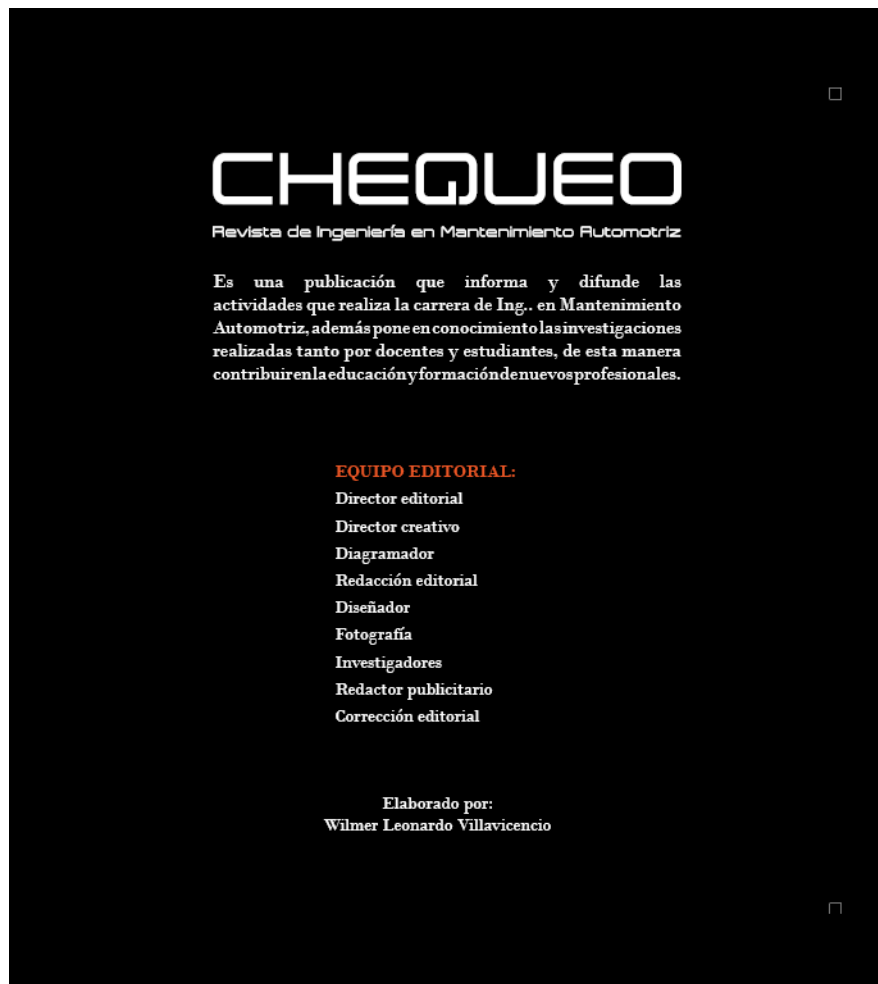 CHEQUEO
Revista de Ingeniería en Mantenimiento Automotriz
Es una publicación que informa y difunde las
actividades que realiza la carrera de Ing.. en Mantenimiento
Automotriz, además pone en conocimiento las investigaciones
realizadas tanto por docentes y estudiantes, de esta manera
contribuir en la educación y formación de nuevos profesionales.
EQUIPO EDITORIAL:
Director editorial
Director creativo
Diagramador
Redacción editorial
Diseñador
Fotografía
Investigadores
Redactor publicitario
Corrección editorial
Elaborado por:
Wilmer Leonardo Villavicencio